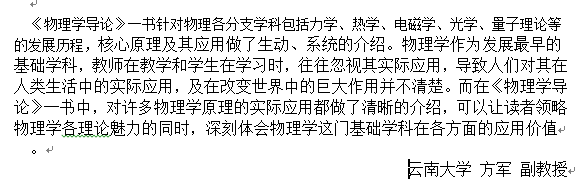 《物理学导论》一书针对物理各分支学科包括力学、热学、电磁学、光学、量子理论等
的发展历程，核心原理及其应用做了生动、系统的介绍。物理学作为发展最早的
基础学科，教师在教学和学生在学习时，往往忽视其实际应用，导致人们对其在
人类生活中的实际应用，及在改变世界中的巨大作用并不清楚。而在《物理学导
论》一书中，对许多物理学原理的实际应用都做了清晰的介绍，可以让读者领略
物理学各理论魅力的同时，深刻体会物理学这门基础学科在各方面的应用价值
。
云南大学 方军 副教授